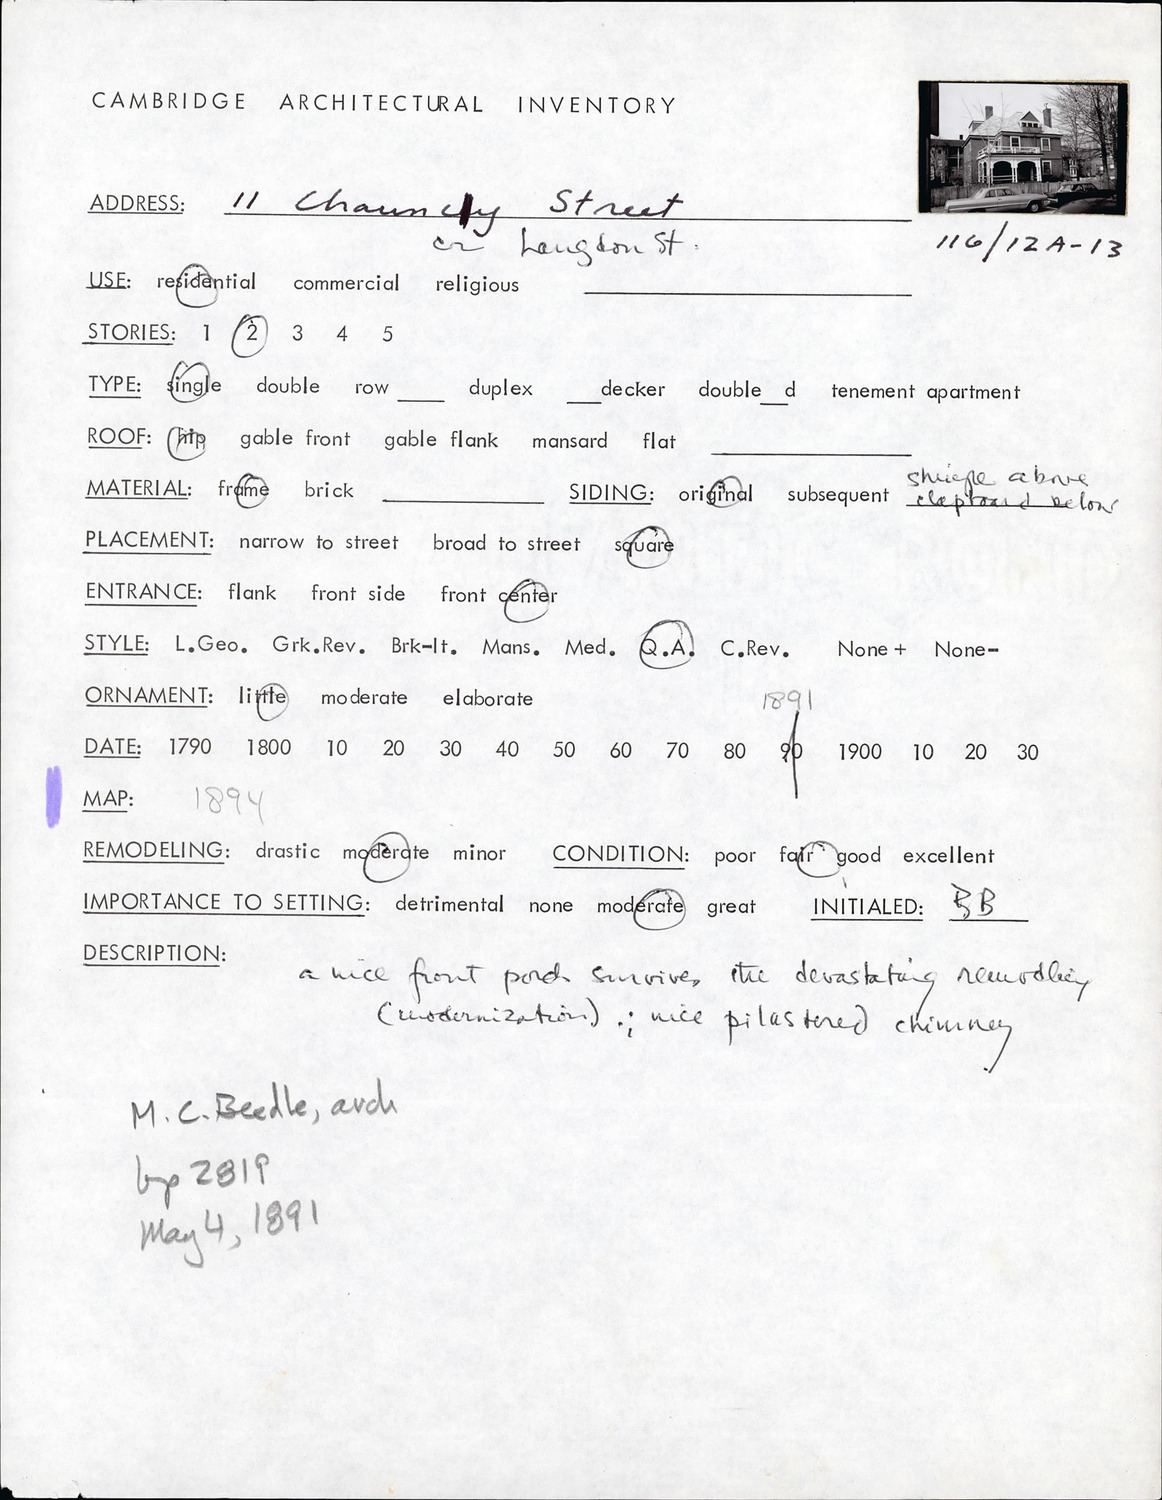 CAMBRIDGE ARCHITECTURAL INVENTORY
ADDRESS: 11 Chauncy Street
cor Langdon St.
116/12A-13
USE: residential commercial religious
STORIES: 1 2 3 4 5
TYPE: single double row ___ duplex ___decker double__d tenement apartment
ROOF: hip gable front gable flank mansard flat
shingle above
MATERIAL: frame brick SIDING: original subsequent clapboard below
PLACEMENT: narrow to street broad to street square
ENTRANCE: flank front side front center
STYLE: L.Geo. Grk.Rev. Brk-It. Mans. Med. Q.A. C.Rev. None+ None-
ORNAMENT: little moderate elaborate
1891
DATE: 1790 1800 10 20 30 40 50 60 70 80 90 1900 10 20 30
MAP: 1894
REMODELING: drastic moderate minor CONDITION: poor fair good excellent
IMPORTANCE TO SETTING: detrimental none moderate great INITIALED: BB
DESCRIPTION:
a nice front porch survives the devastating remodling
(modernization).; nice pilastered chimney
M.C. Beedle, arch
bp 2819
May 4, 1891